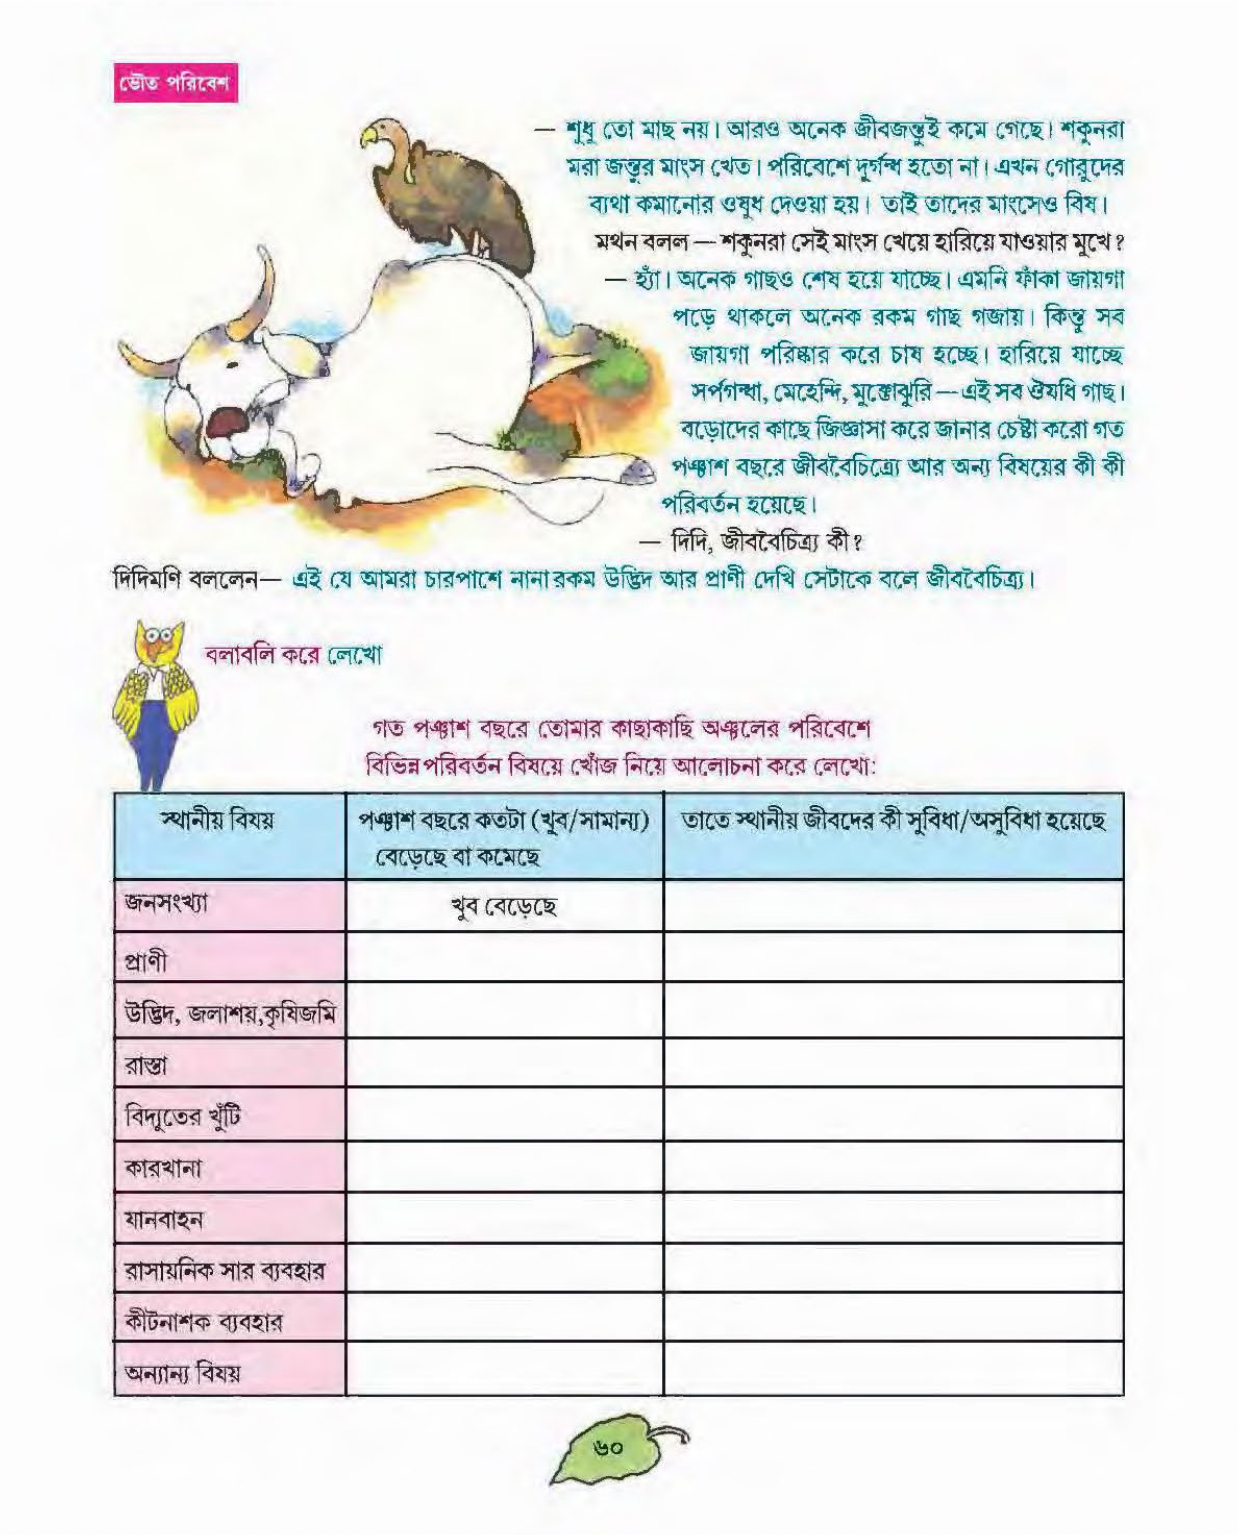 ভৌত পরিবেশ
— শুধু তো মাছ নয়। আরও অনেক জীবজন্তুই কমে গেছে। শকুনরা
মরা জন্তুর মাংস খেত। পরিবেশে দুর্গন্ধ হতো না। এখন গোরুদের
ব্যথা কমানোর ওষুধ দেওয়া হয়। তাই তাদের মাংসেও বিষ।
মথন বলল — শকুনরা সেই মাংস খেয়ে হারিয়ে যাওয়ার মুখে?
— হ্যাঁ। অনেক গাছও শেষ হয়ে যাচ্ছে। এমনি ফাঁকা জায়গা
পড়ে থাকলে অনেক রকম গাছ গজায়। কিন্তু সব
জায়গা পরিষ্কার করে চাষ হচ্ছে। হারিয়ে যাচ্ছে
সর্পগন্ধা, মেহেন্দি, মুক্তোঝুরি — এই সব ঔষধি গাছ।
বড়োদের কাছে জিজ্ঞাসা করে জানার চেষ্টা করো গত
পঞ্চাশ বছরে জীববৈচিত্র্যে আর অন্য বিষয়ের কী কী
পরিবর্তন হয়েছে।
— দিদি, জীববৈচিত্র্য কী?
দিদিমণি বললেন— এই যে আমরা চারপাশে নানা রকম উদ্ভিদ আর প্রাণী দেখি সেটাকে বলে জীববৈচিত্র্য।
বলাবলি করে লেখো
গত পঞ্চাশ বছরে তোমার কাছাকাছি অঞ্চলের পরিবেশে
বিভিন্ন পরিবর্তন বিষয়ে খোঁজ নিয়ে আলোচনা করে লেখো:
স্থানীয় বিষয় পঞ্চাশ বছরে কতটা (খুব/সামান্য) তাতে স্থানীয় জীবদের কী সুবিধা/অসুবিধা হয়েছে
বেড়েছে বা কমেছে
জনসংখ্যা খুব বেড়েছে
প্রাণী
উদ্ভিদ, জলাশয়,কৃষিজমি
রাস্তা
বিদ্যুতের খুঁটি
কারখানা
যানবাহন
রাসায়নিক সার ব্যবহার
কীটনাশক ব্যবহার
অন্যান্য বিষয়
৬০